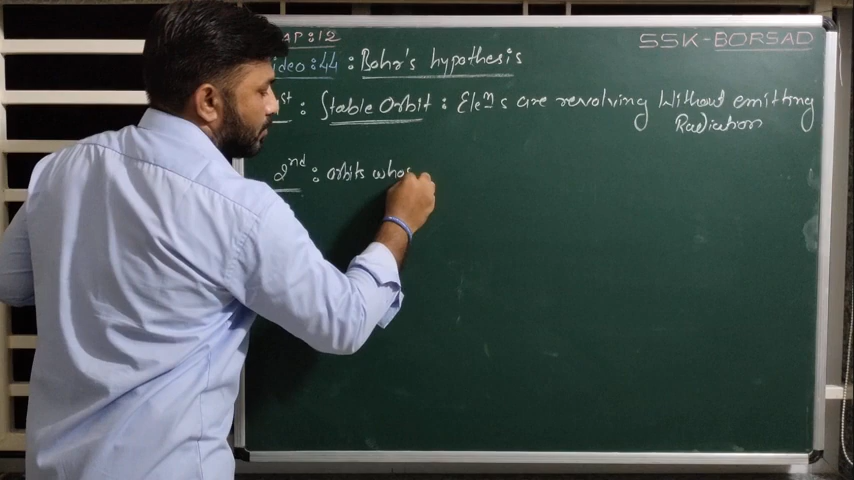 AP:12
SSK-BORSAD
ideo:44 : Bohr's hypothesis
st : Stable Orbit : Eleⁿs are revolving Without emitting
Radiation
2nd : orbits whos